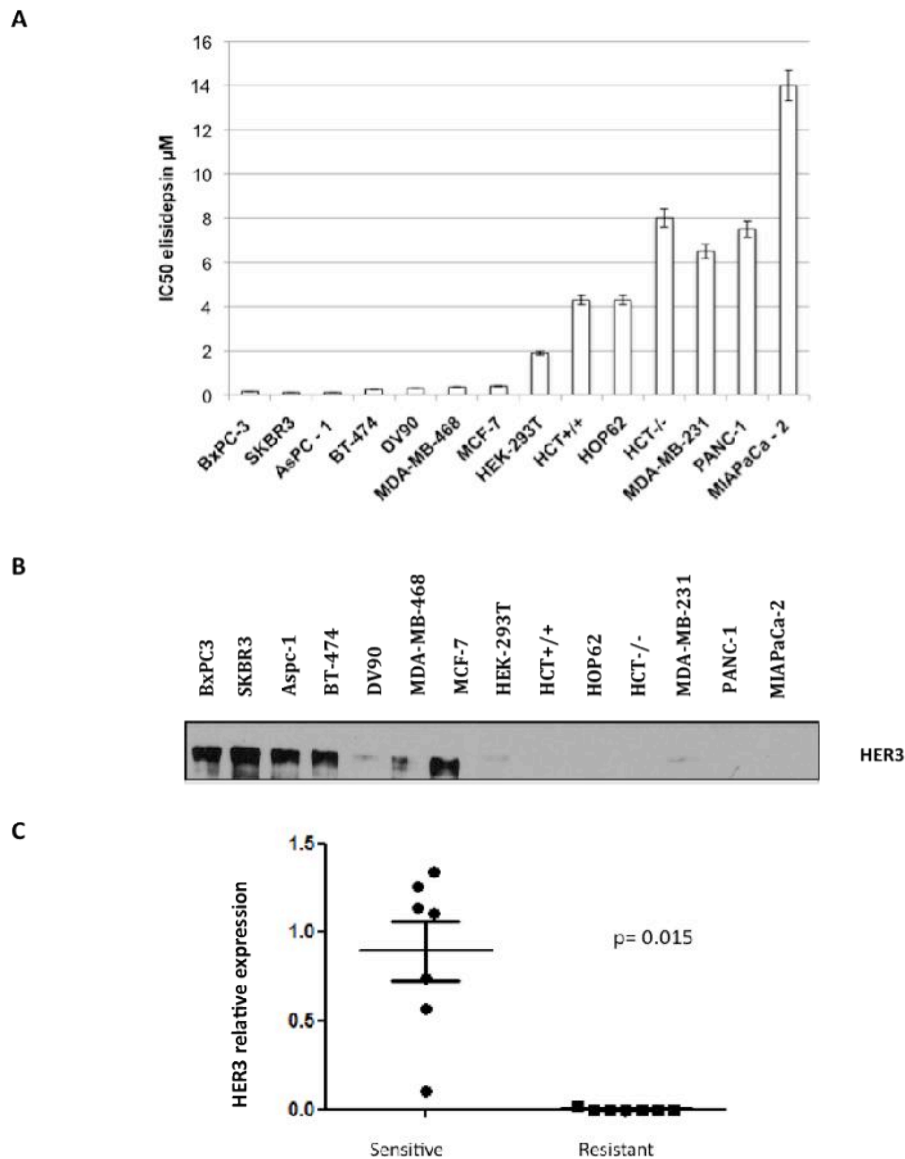 A
16
14
12
10
8
6
4
2
0
IC50 elisidepsin µM
BxPC-3
SKBR3
AsPC - 1
BT-474
DV90
MDA-MB-468
MCF-7
HEK-293T
HCT+/+
HOP62
HCT-/-
MDA-MB-231
PANC-1
MIAPaCa - 2
B
BxPC3
SKBR3
Aspc-1
BT-474
DV90
MDA-MB-468
MCF-7
HEK-293T
HCT+/+
HOP62
HCT-/-
MDA-MB-231
PANC-1
MIAPaCa-2
HER3
C
1.5
1.0
0.5
0.0
HER3 relative expression
p= 0.015
Sensitive
Resistant